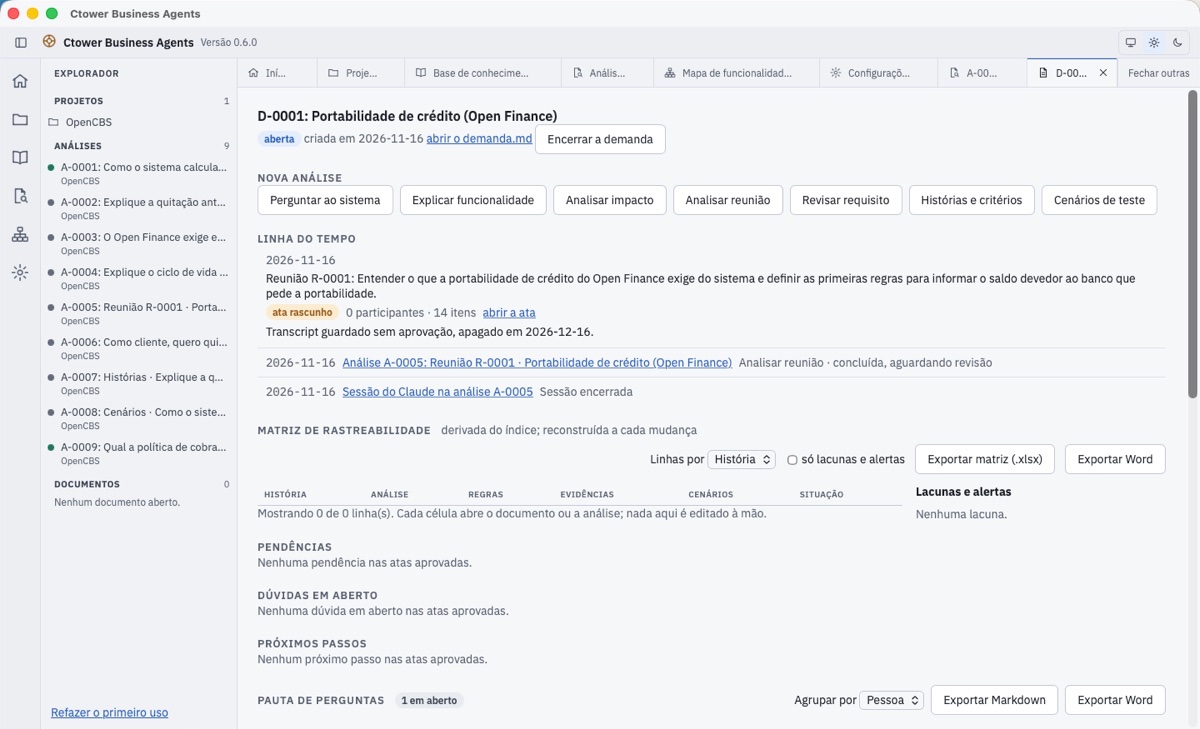 Ctower Business Agents
Ctower Business Agents Versão 0.6.0
EXPLORADOR
PROJETOS 1
OpenCBS
ANÁLISES 9
A-0001: Como o sistema calcula...
OpenCBS
A-0002: Explique a quitação ant...
OpenCBS
A-0003: O Open Finance exige e...
OpenCBS
A-0004: Explique o ciclo de vida ...
OpenCBS
A-0005: Reunião R-0001 · Porta...
OpenCBS
A-0006: Como cliente, quero qui...
OpenCBS
A-0007: Histórias · Explique a q...
OpenCBS
A-0008: Cenários · Como o siste...
OpenCBS
A-0009: Qual a política de cobra...
OpenCBS
DOCUMENTOS 0
Nenhum documento aberto.
Refazer o primeiro uso
Iní... Proje... Base de conhecime... Anális... Mapa de funcionalidad... Configuraçõ... A-00... D-00... Fechar outras
D-0001: Portabilidade de crédito (Open Finance)
aberta criada em 2026-11-16 abrir o demanda.md Encerrar a demanda
NOVA ANÁLISE
Perguntar ao sistema Explicar funcionalidade Analisar impacto Analisar reunião Revisar requisito Histórias e critérios Cenários de teste
LINHA DO TEMPO
2026-11-16
Reunião R-0001: Entender o que a portabilidade de crédito do Open Finance exige do sistema e definir as primeiras regras para informar o saldo devedor ao banco que
pede a portabilidade.
ata rascunho 0 participantes · 14 itens abrir a ata
Transcript guardado sem aprovação, apagado em 2026-12-16.
2026-11-16 Análise A-0005: Reunião R-0001 · Portabilidade de crédito (Open Finance) Analisar reunião · concluída, aguardando revisão
2026-11-16 Sessão do Claude na análise A-0005 Sessão encerrada
MATRIZ DE RASTREABILIDADE derivada do índice; reconstruída a cada mudança
Linhas por História só lacunas e alertas Exportar matriz (.xlsx) Exportar Word
HISTÓRIA ANÁLISE REGRAS EVIDÊNCIAS CENÁRIOS SITUAÇÃO
Mostrando 0 de 0 linha(s). Cada célula abre o documento ou a análise; nada aqui é editado à mão.
Lacunas e alertas
Nenhuma lacuna.
PENDÊNCIAS
Nenhuma pendência nas atas aprovadas.
DÚVIDAS EM ABERTO
Nenhuma dúvida em aberto nas atas aprovadas.
PRÓXIMOS PASSOS
Nenhum próximo passo nas atas aprovadas.
PAUTA DE PERGUNTAS 1 em aberto Agrupar por Pessoa Exportar Markdown Exportar Word